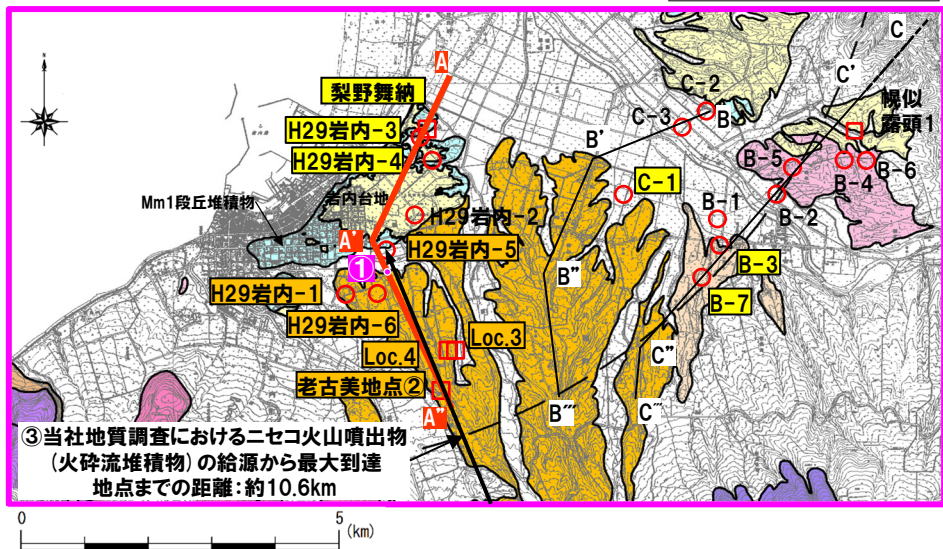 A
C
梨野舞納
C-2
C'
幌似
露頭1
H29岩内-3
C-3
B
B'
H29岩内-4
B-5
C-1
B-4
B-6
岩内台地
Mm1段丘堆積物
H29岩内-2
B-1
B-2
A'
H29岩内-5
①
B"
B-3
H29岩内-1
B-7
H29岩内-6
Loc.3
Loc.4
C"
老古美地点②
A"
B"'
C"'
③当社地質調査におけるニセコ火山噴出物
(火砕流堆積物)の給源から最大到達
地点までの距離:約10.6km
0
5
(km)